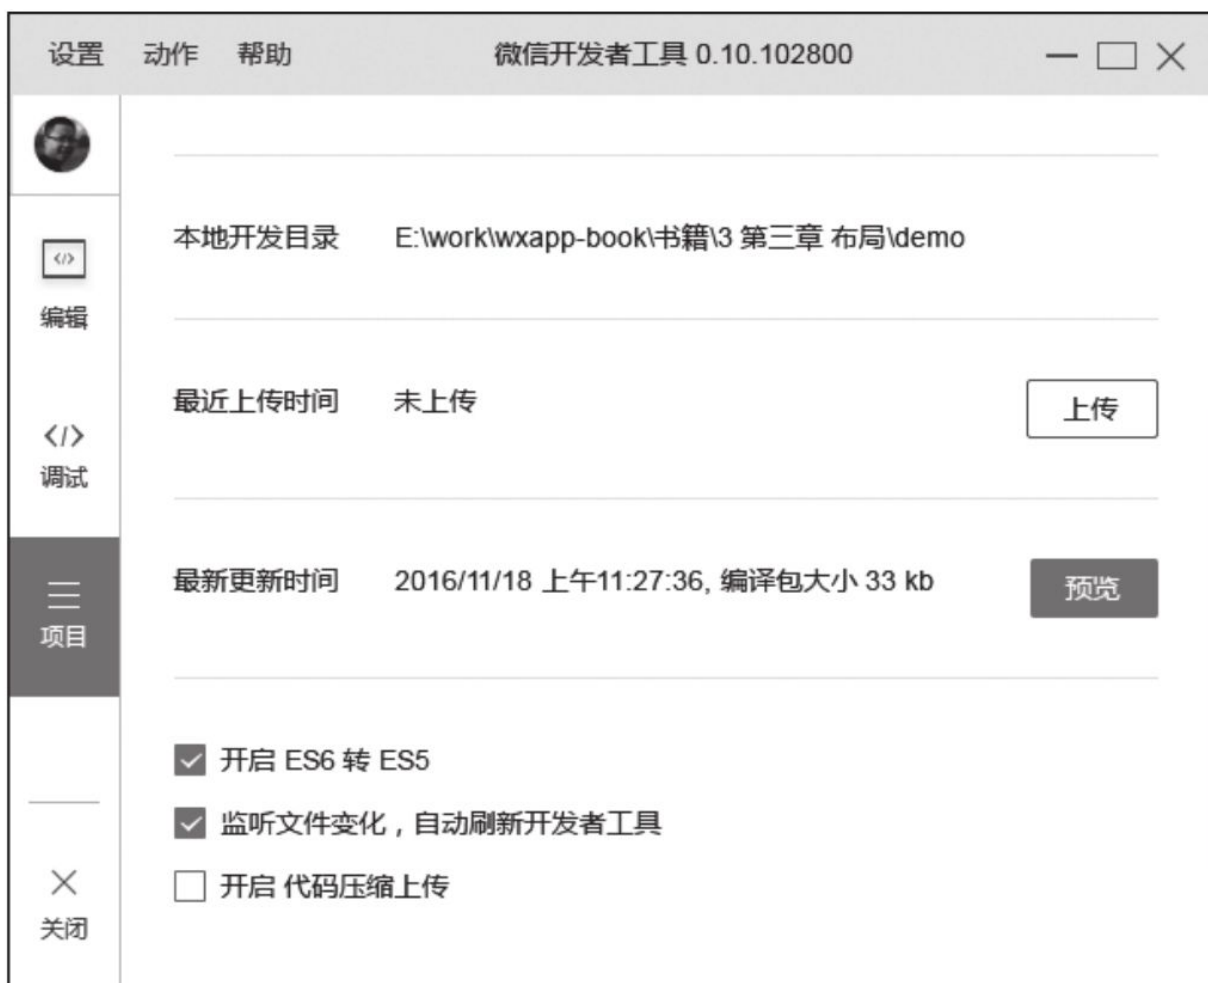 设置 动作 帮助 微信开发者工具 0.10.102800
本地开发目录 E:\work\wxapp-book\书籍\3 第三章 布局\demo
</>
编辑
最近上传时间 未上传 上传
</>
调试
最新更新时间 2016/11/18 上午11:27:36, 编译包大小 33 kb 预览
项目
开启 ES6 转 ES5
监听文件变化，自动刷新开发者工具
开启 代码压缩上传
关闭